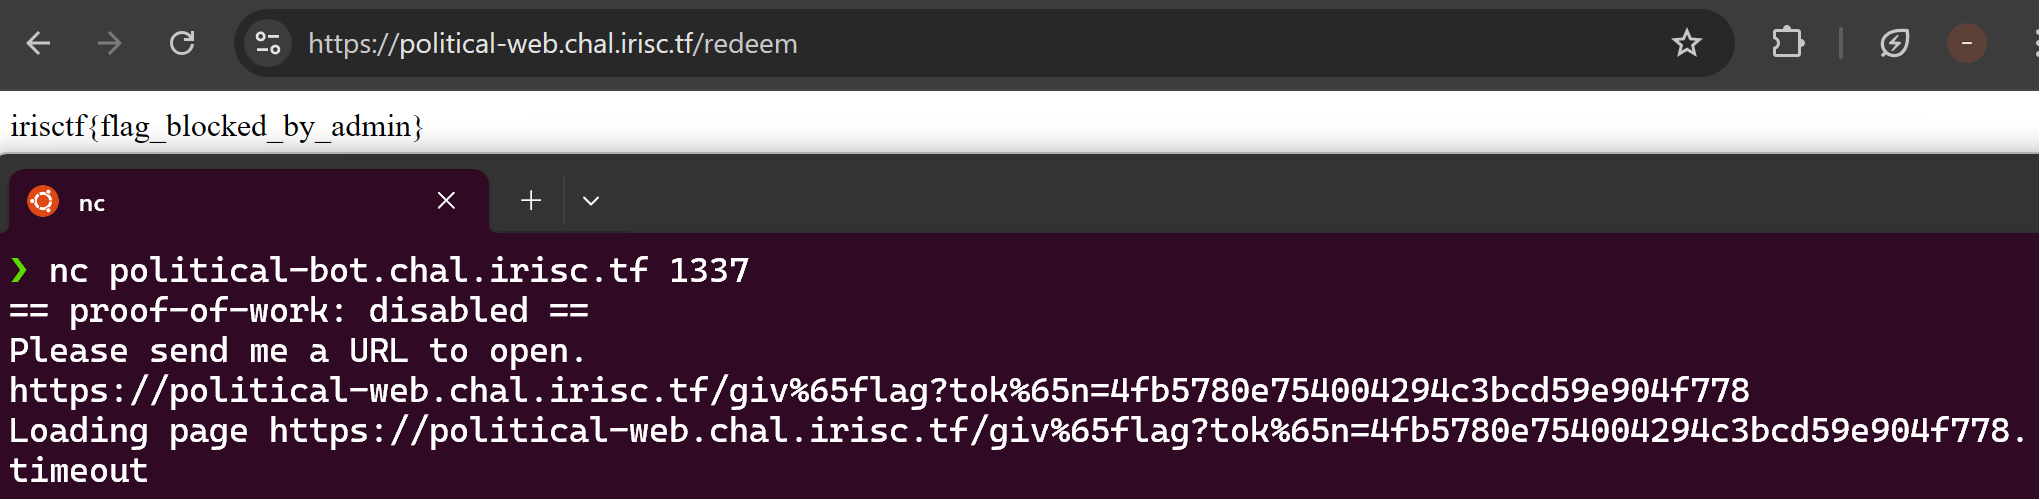 https://political-web.chal.irisc.tf/redeem
irisctf{flag_blocked_by_admin}
nc
❯ nc political-bot.chal.irisc.tf 1337
== proof-of-work: disabled ==
Please send me a URL to open.
https://political-web.chal.irisc.tf/giv%65flag?tok%65n=4fb5780e754004294c3bcd59e904f778
Loading page https://political-web.chal.irisc.tf/giv%65flag?tok%65n=4fb5780e754004294c3bcd59e904f778.
timeout